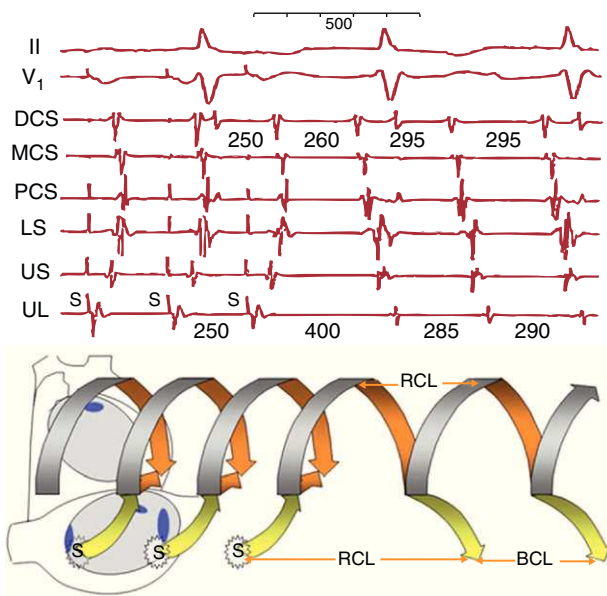 500
II
V1
DCS
250 260 295 295
MCS
PCS
LS
US
S S S
UL
250 400 285 290
RCL
S S S
RCL BCL